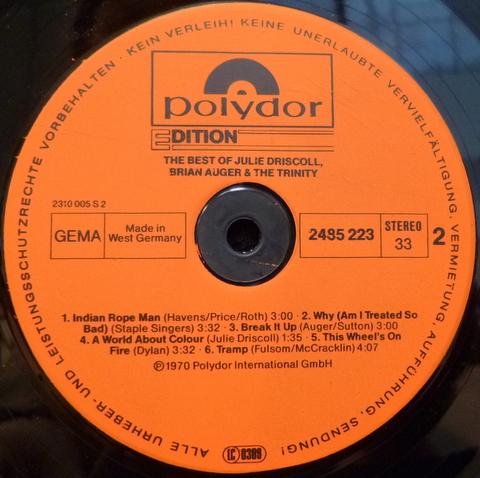 ALLE URHEBER- UND LEISTUNGSSCHUTZRECHTE VORBEHALTEN · KEIN VERLEIH! KEINE UNERLAUBTE VERVIELFÄLTIGUNG, VERMIETUNG, AUFFÜHRUNG, SENDUNG!
polydor
EDITION
THE BEST OF JULIE DRISCOLL,
BRIAN AUGER & THE TRINITY
2310 005 S 2
GEMA
Made in
West Germany
2485 223
STEREO
33
2
1. Indian Rope Man (Havens/Price/Roth) 3:00 · 2. Why (Am I Treated So
Bad) (Staple Singers) 3:32 · 3. Break It Up (Auger/Sutton) 3:00
4. A World About Colour (Julie Driscoll) 1:35 · 5. This Wheel's On
Fire (Dylan) 3:32 · 6. Tramp (Fulsom/McCracklin) 4:07
Ⓟ1970 Polydor International GmbH
LC 0309